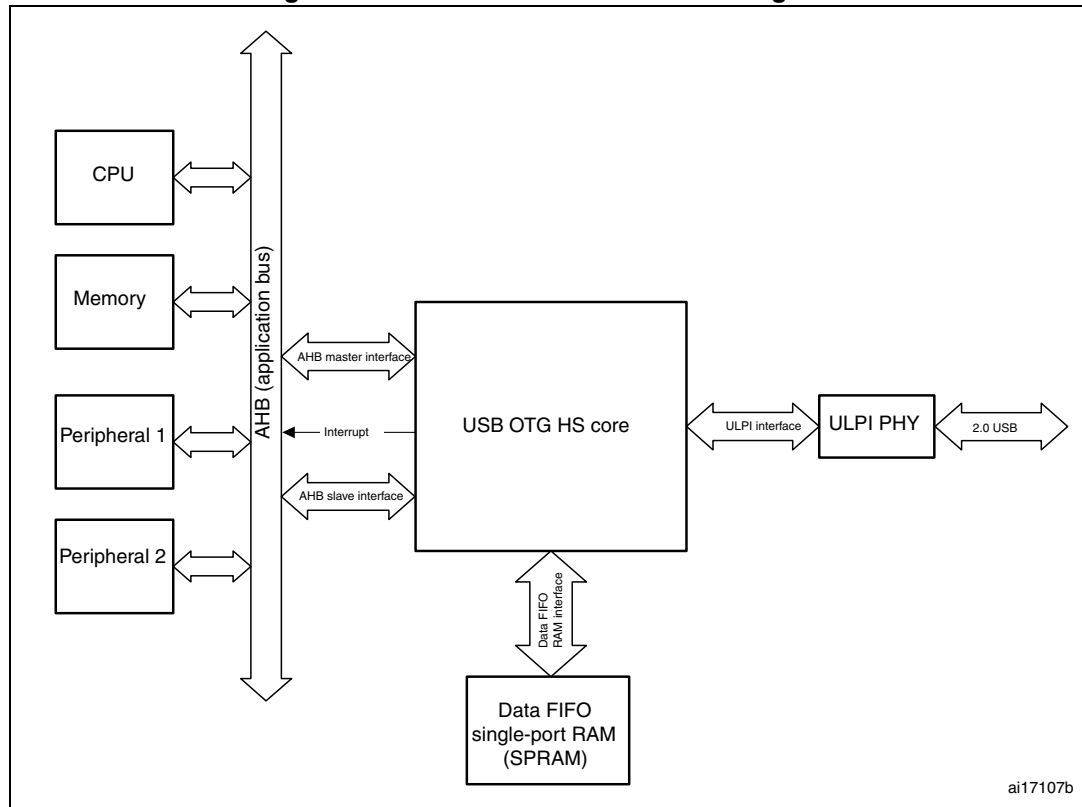 CPU
Memory
Peripheral 1
Peripheral 2
AHB (application bus)
AHB master interface
Interrupt
AHB slave interface
USB OTG HS core
ULPI interface
ULPI PHY
2.0 USB
Data FIFO
RAM interface
Data FIFO
single-port RAM
(SPRAM)
ai17107b